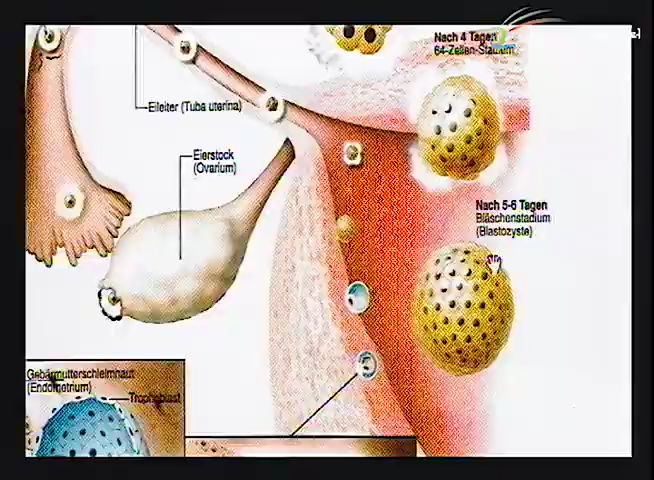 Nach 4 Tagen
64-Zellen-Stadium
Eileiter (Tuba uterina)
Eierstock
(Ovarium)
Nach 5-6 Tagen
Bläschenstadium
(Blastozyste)
Gebärmutterschleimhaut
(Endometrium)
Trophoblast